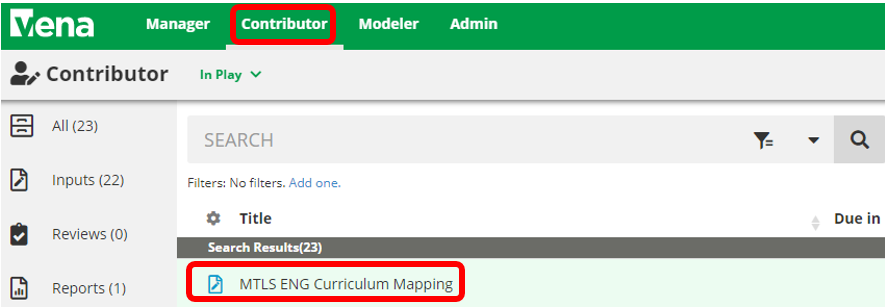 Vena Manager Contributor Modeler Admin
Contributor In Play
All (23)
SEARCH
Inputs (22)
Filters: No filters. Add one.
Title Due in
Reviews (0)
Search Results(23)
Reports (1)
MTLS ENG Curriculum Mapping